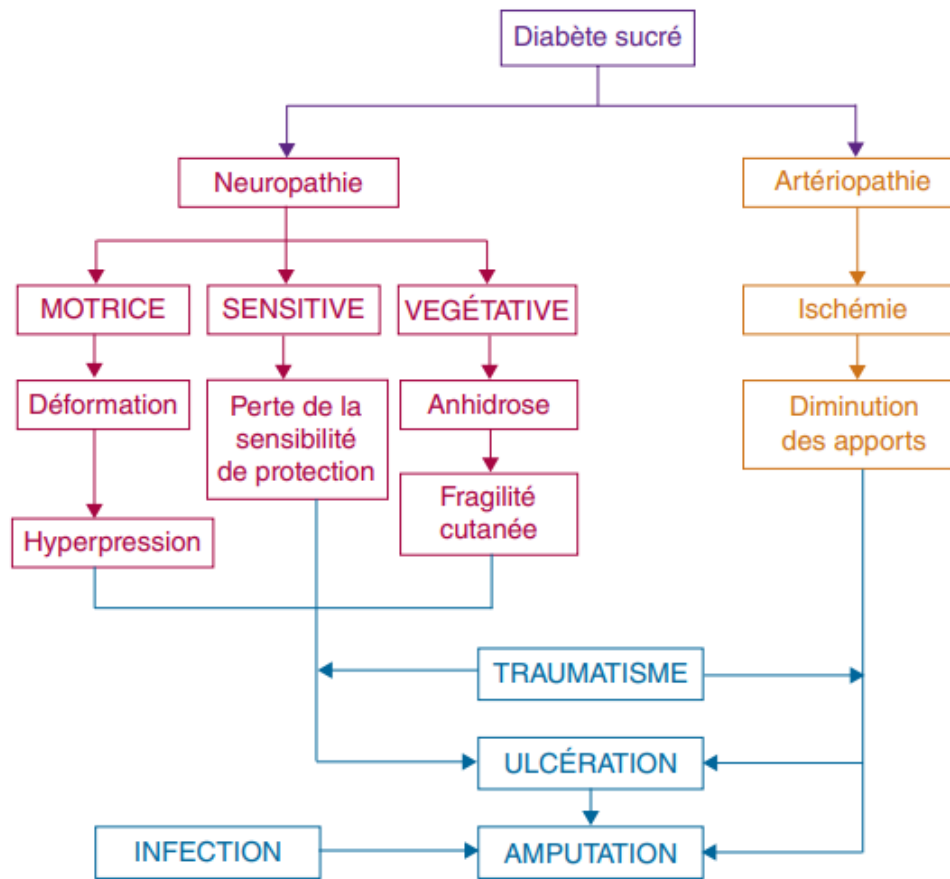 Diabète sucré
Neuropathie
Artériopathie
MOTRICE
SENSITIVE
VEGÉTATIVE
Ischémie
Déformation
Perte de la
sensibilité
de protection
Anhidrose
Diminution
des apports
Fragilité
cutanée
Hyperpression
TRAUMATISME
ULCÉRATION
INFECTION
AMPUTATION